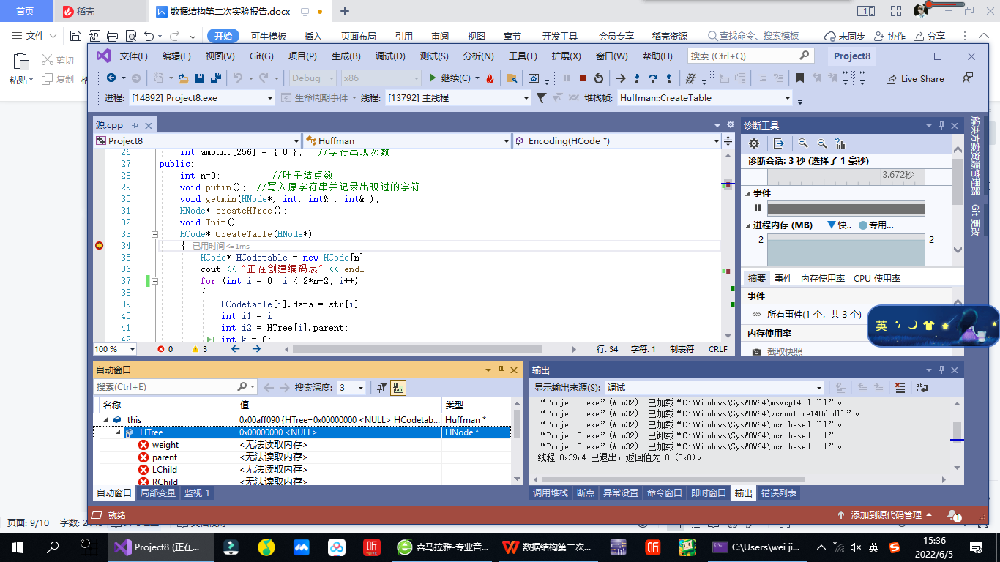 首页
稻壳
数据结构第二次实验报告.docx
文件
开始
可牛模板
插入
页面布局
引用
审阅
视图
章节
开发工具
会员专享
稻壳资源
查找命令、搜索模板
未同步
协作
分享
粘贴
剪切
复制
文件(F) 编辑(E) 视图(V) Git(G) 项目(P) 生成(B) 调试(D) 测试(S) 分析(N) 工具(T) 扩展(X) 窗口(W) 帮助(H) 搜索 (Ctrl+Q) Project8
Debug x86 继续(C) Live Share
进程: [14892] Project8.exe 生命周期事件 线程: [13792] 主线程 堆栈帧: Huffman::CreateTable
源.cpp
Project8 Huffman Encoding(HCode *)
26 int amount[256] = { 0 }; //字符出现次数
27 public:
28 int n=0; //叶子结点数
29 void putin(); //写入原字符串并记录出现过的字符
30 void getmin(HNode*, int, int& , int& );
31 HNode* createHTree();
32 void Init();
33 HCode* CreateTable(HNode*)
34 { 已用时间<=1ms
35 HCode* HCodetable = new HCode[n];
36 cout << "正在创建编码表" << endl;
37 for (int i = 0; i < 2*n-2; i++)
38 {
39 HCodetable[i].data = str[i];
40 int i1 = i;
41 int i2 = HTree[i].parent;
42 int k = 0;
100 % 0 3 行: 34 字符: 1 制表符 CRLF
诊断工具
诊断会话: 3 秒 (选择了 1 毫秒)
3.672秒
事件
进程内存 (MB) 快.. 专用...
2 2
摘要 事件 内存使用率 CPU 使用率
事件
所有事件(1 个，共 3 个)
内存使用率
截取快照
解决方案资源管理器
Git 更改
英
自动窗口
搜索(Ctrl+E) 搜索深度: 3
名称 值 类型
this 0x00aff090 {HTree=0x00000000 <NULL> HCodetab... Huffman *
HTree 0x00000000 <NULL> HNode *
weight <无法读取内存>
parent <无法读取内存>
LChild <无法读取内存>
RChild <无法读取内存>
自动窗口 局部变量 监视 1
输出
显示输出来源(S): 调试
“Project8.exe”(Win32): 已加载“C:\Windows\SysWOW64\msvcp140d.dll”。
“Project8.exe”(Win32): 已加载“C:\Windows\SysWOW64\vcruntime140d.dll”。
“Project8.exe”(Win32): 已加载“C:\Windows\SysWOW64\ucrtbased.dll”。
“Project8.exe”(Win32): 已卸载“C:\Windows\SysWOW64\ucrtbased.dll”
“Project8.exe”(Win32): 已加载“C:\Windows\SysWOW64\ucrtbased.dll”。
线程 0x39c4 已退出，返回值为 0 (0x0)。
调用堆栈 断点 异常设置 命令窗口 即时窗口 输出 错误列表
就绪
添加到源代码管理
1
页面: 9/10
Project8 (正在...
喜马拉雅-专业音...
数据结构第二次...
C:\Users\wei ji...
英
15:36
2022/6/5